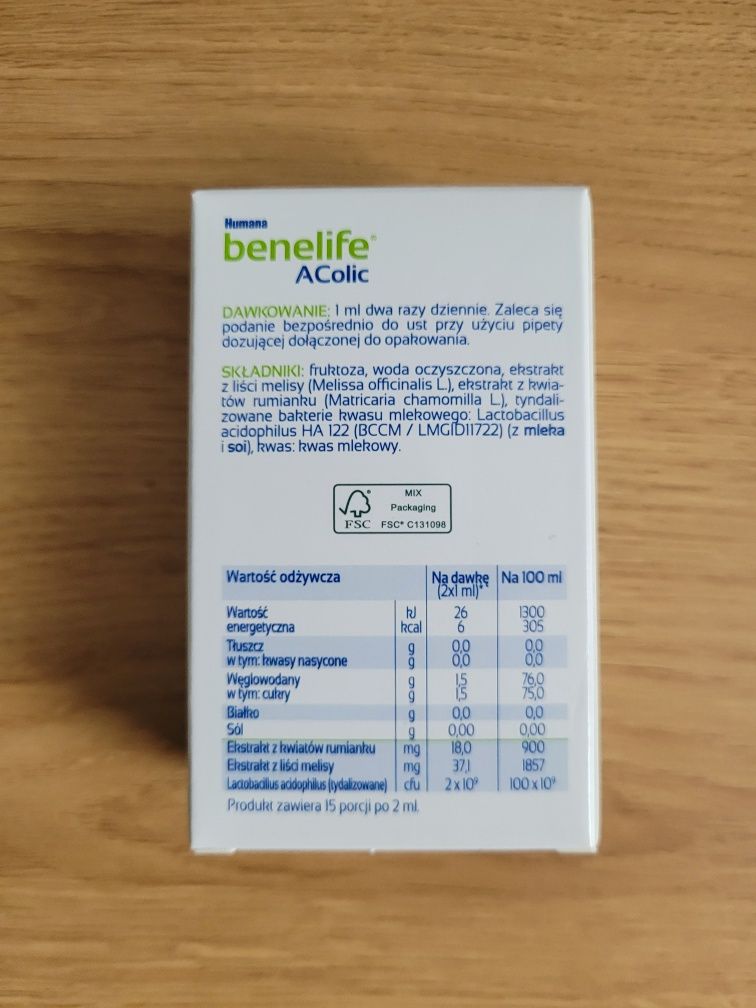 Humana
benelife®
AColic
DAWKOWANIE: 1 ml dwa razy dziennie. Zaleca się
podanie bezpośrednio do ust przy użyciu pipety
dozującej dołączonej do opakowania.
SKŁADNIKI: fruktoza, woda oczyszczona, ekstrakt
z liści melisy (Melissa officinalis L.), ekstrakt z kwia-
tów rumianku (Matricaria chamomilla L.), tyndali-
zowane bakterie kwasu mlekowego: Lactobacillus
acidophilus HA 122 (BCCM / LMGID11722) (z mleka
i soi), kwas: kwas mlekowy.
MIX
Packaging
FSC FSC® C131098
Wartość odżywcza Na dawkę Na 100 ml
(2x1 ml)*
Wartość kJ 26 1300
energetyczna kcal 6 305
Tłuszcz g 0,0 0,0
w tym: kwasy nasycone g 0,0 0,0
Węglowodany g 1,5 76,0
w tym: cukry g 1,5 75,0
Białko g 0,0 0,0
Sól g 0,00 0,00
Ekstrakt z kwiatów rumianku mg 18,0 900
Ekstrakt z liści melisy mg 37,1 1857
Lactobacillus acidophilus (tydalizowane) cfu 2 x 10⁹ 100 x 10⁹
Produkt zawiera 15 porcji po 2 ml.